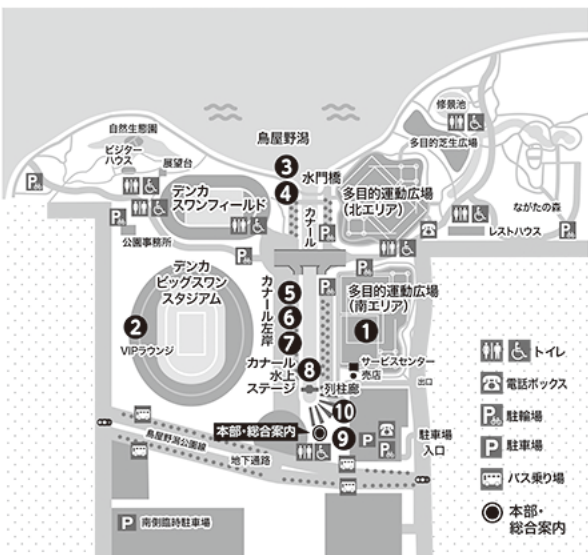 修景池
自然生態園
鳥屋野潟
多目的芝生広場
ビジター
ハウス
展望台
③
水門橋
④
デンカ
スワンフィールド
多目的運動広場
(北エリア)
ながたの森
カナール
レストハウス
公園事務所
デンカ
ビッグスワン
スタジアム
多目的運動広場
(南エリア)
⑤
カナール左岸
⑥
⑦
②
VIPラウンジ
①
カナール
水上
ステージ
⑧
サービスセンター
売店
出口
列柱廊
⑩
本部・総合案内
⑨
P
駐車場
入口
鳥屋野潟公園線
地下通路
P 南側臨時駐車場
トイレ
電話ボックス
P 駐輪場
P 駐車場
バス乗り場
本部・
総合案内